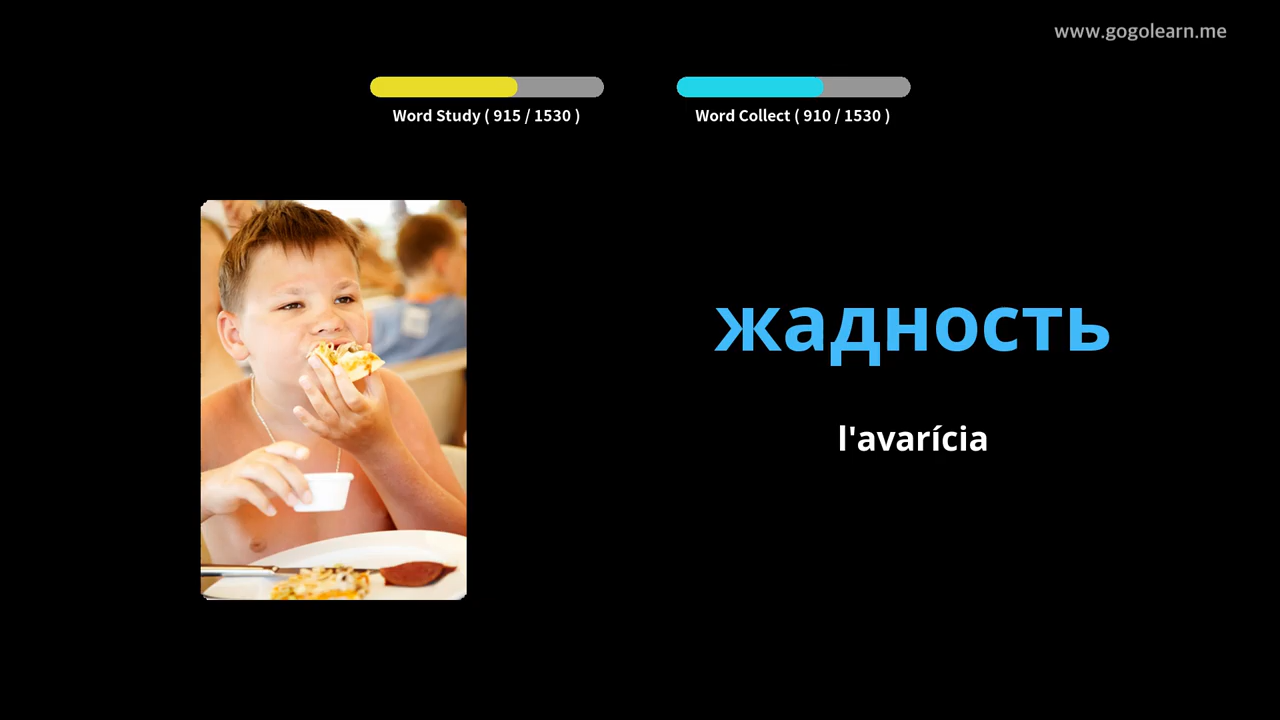 www.gogolearn.me
Word Study ( 915 / 1530 )
Word Collect ( 910 / 1530 )
жадность
l'avarícia